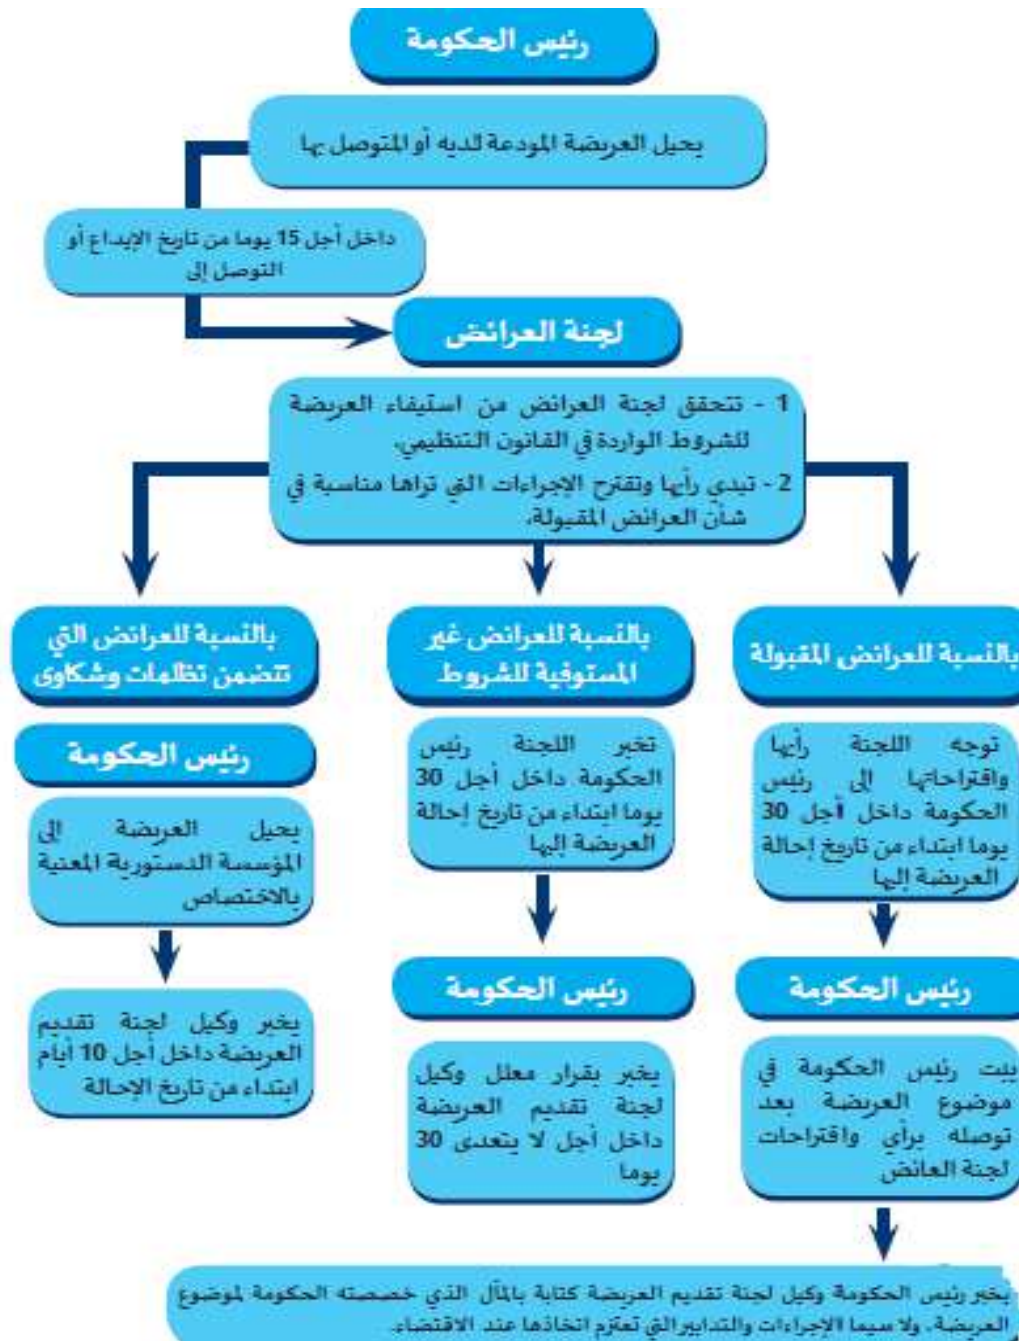 رئيس الحكومة
يحيل العريضة المودعة لديه أو المتوصل بها
داخل أجل 15 يوما من تاريخ الإيداع أو
التوصل إلى
لجنة العرائض
1 - تتحقق لجنة العرائض من استيفاء العريضة
للشروط الواردة في القانون التنظيمي.
2 - تبدي رأيها وتقترح الإجراءات التي تراها مناسبة في
شأن العرائض المقبولة.
بالنسبة للعرائض المقبولة
توجه اللجنة رأيها
واقتراحاتها إلى رئيس
الحكومة داخل أجل 30
يوما ابتداء من تاريخ إحالة
العريضة إليها
رئيس الحكومة
يبت رئيس الحكومة في
موضوع العريضة بعد
توصله برأي واقتراحات
لجنة العائض
بالنسبة للعرائض غير
المستوفية للشروط
تخبر اللجنة رئيس
الحكومة داخل أجل 30
يوما ابتداء من تاريخ إحالة
العريضة إليها
رئيس الحكومة
يخبر بقرار معلل وكيل
لجنة تقديم العريضة
داخل أجل لا يتعدى 30
يوما
بالنسبة للعرائض التي
تتضمن تظلمات وشكاوى
رئيس الحكومة
يحيل العريضة إلى
المؤسسة الدستورية المعنية
بالاختصاص
يخبر وكيل لجنة تقديم
العريضة داخل أجل 10 أيام
ابتداء من تاريخ الإحالة
يخبر رئيس الحكومة وكيل لجنة تقديم العريضة كتابة بالمآل الذي خصصته الحكومة لموضوع
العريضة، ولا سيما الاجراءات والتدابير التي تعتزم اتخاذها عند الاقتضاء.